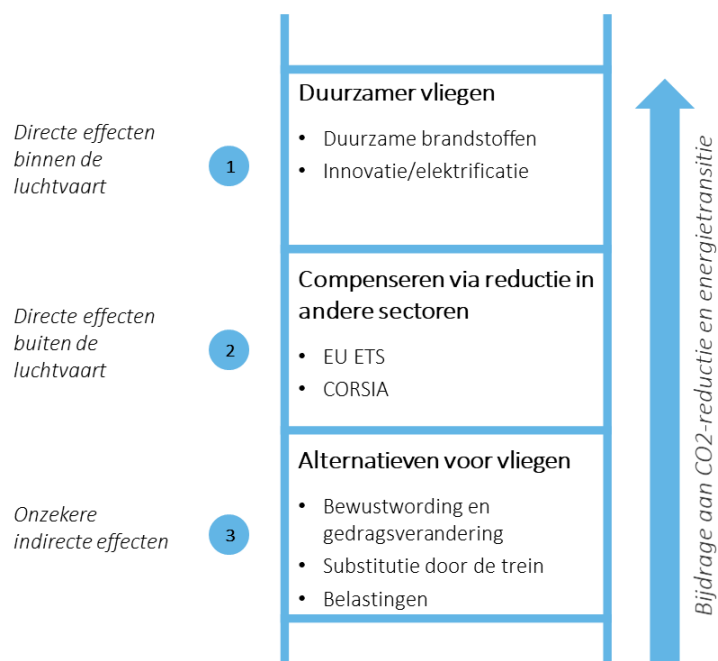 Duurzamer vliegen
• Duurzame brandstoffen
• Innovatie/elektrificatie
Directe effecten
binnen de
luchtvaart
1
Compenseren via reductie in
andere sectoren
• EU ETS
• CORSIA
Directe effecten
buiten de
luchtvaart
2
Alternatieven voor vliegen
• Bewustwording en
gedragsverandering
• Substitutie door de trein
• Belastingen
Onzekere
indirecte effecten
3
Bijdrage aan CO2-reductie en energietransitie